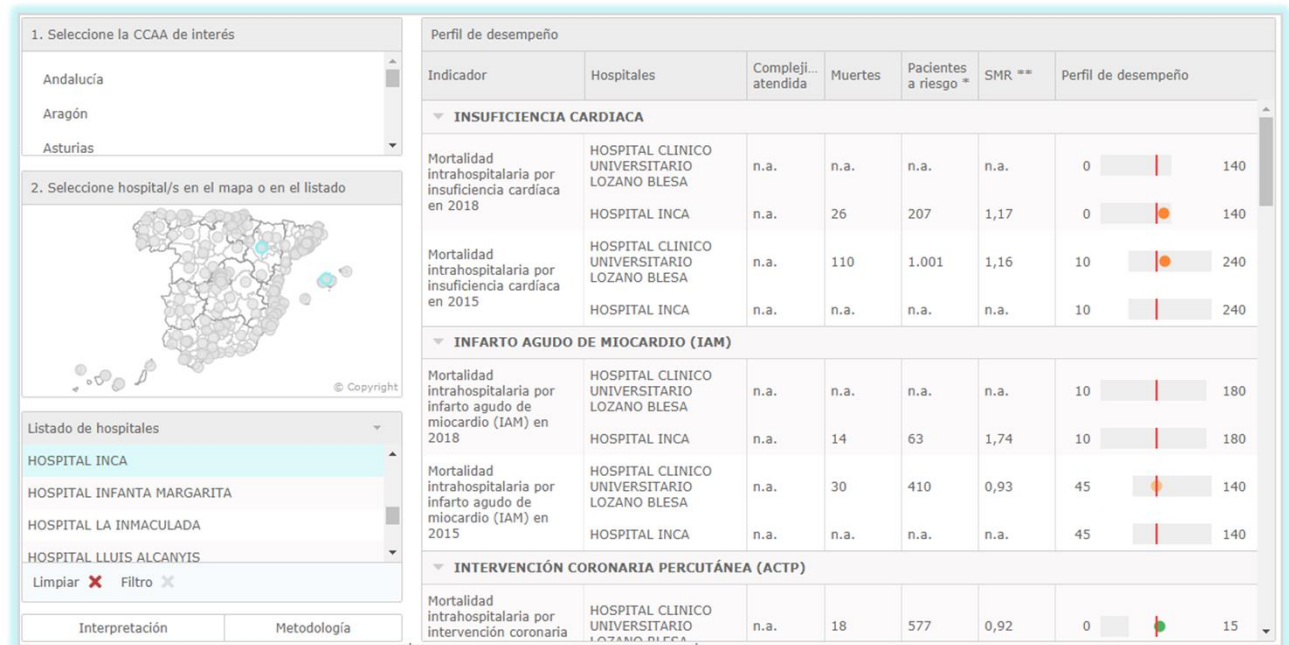 1. Seleccione la CCAA de interés
Andalucía
Aragón
Asturias
2. Seleccione hospital/s en el mapa o en el listado
© Copyright
Listado de hospitales
HOSPITAL INCA
HOSPITAL INFANTA MARGARITA
HOSPITAL LA INMACULADA
HOSPITAL LLUIS ALCANYIS
Limpiar Filtro
Interpretación Metodología
Perfil de desempeño
Indicador Hospitales Compleji... atendida Muertes Pacientes a riesgo * SMR ** Perfil de desempeño
INSUFICIENCIA CARDIACA
Mortalidad
intrahospitalaria por
insuficiencia cardíaca
en 2018
HOSPITAL CLINICO
UNIVERSITARIO
LOZANO BLESA
n.a. n.a. n.a. n.a. 0 140
HOSPITAL INCA n.a. 26 207 1,17 0 140
Mortalidad
intrahospitalaria por
insuficiencia cardíaca
en 2015
HOSPITAL CLINICO
UNIVERSITARIO
LOZANO BLESA
n.a. 110 1.001 1,16 10 240
HOSPITAL INCA n.a. n.a. n.a. n.a. 10 240
INFARTO AGUDO DE MIOCARDIO (IAM)
Mortalidad
intrahospitalaria por
infarto agudo de
miocardio (IAM) en
2018
HOSPITAL CLINICO
UNIVERSITARIO
LOZANO BLESA
n.a. n.a. n.a. n.a. 10 180
HOSPITAL INCA n.a. 14 63 1,74 10 180
Mortalidad
intrahospitalaria por
infarto agudo de
miocardio (IAM) en
2015
HOSPITAL CLINICO
UNIVERSITARIO
LOZANO BLESA
n.a. 30 410 0,93 45 140
HOSPITAL INCA n.a. n.a. n.a. n.a. 45 140
INTERVENCIÓN CORONARIA PERCUTÁNEA (ACTP)
Mortalidad
intrahospitalaria por
intervención coronaria
HOSPITAL CLINICO
UNIVERSITARIO
LOZANO BLESA
n.a. 18 577 0,92 0 15